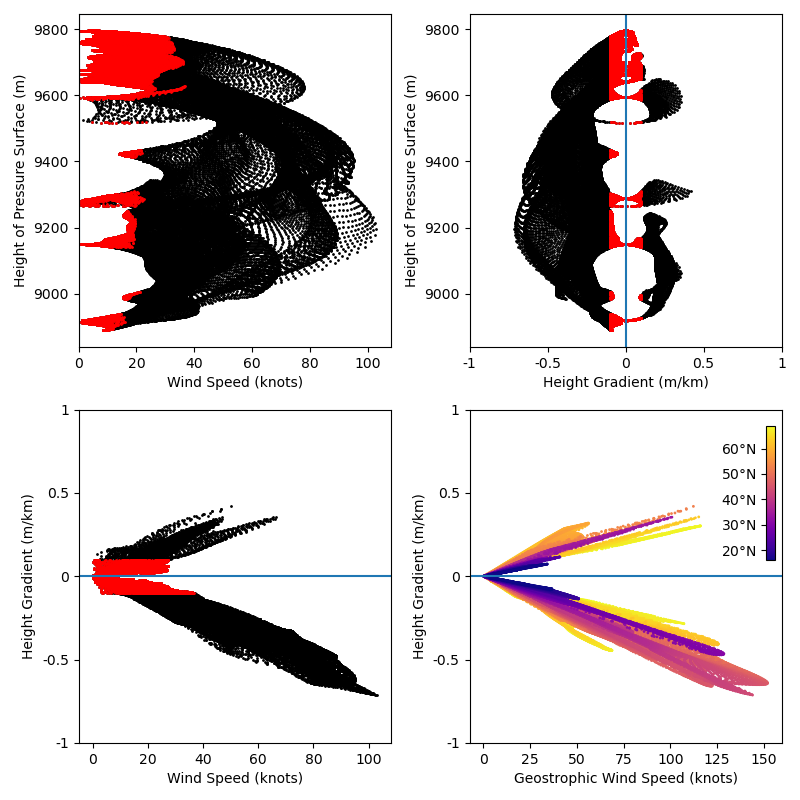 9800
9600
9400
9200
9000
Height of Pressure Surface (m)
0 20 40 60 80 100
Wind Speed (knots)
9800
9600
9400
9200
9000
Height of Pressure Surface (m)
-1 -0.5 0 0.5 1
Height Gradient (m/km)
1
0.5
0
-0.5
-1
Height Gradient (m/km)
0 20 40 60 80 100
Wind Speed (knots)
1
0.5
0
-0.5
-1
Height Gradient (m/km)
60°N
50°N
40°N
30°N
20°N
0 25 50 75 100 125 150
Geostrophic Wind Speed (knots)